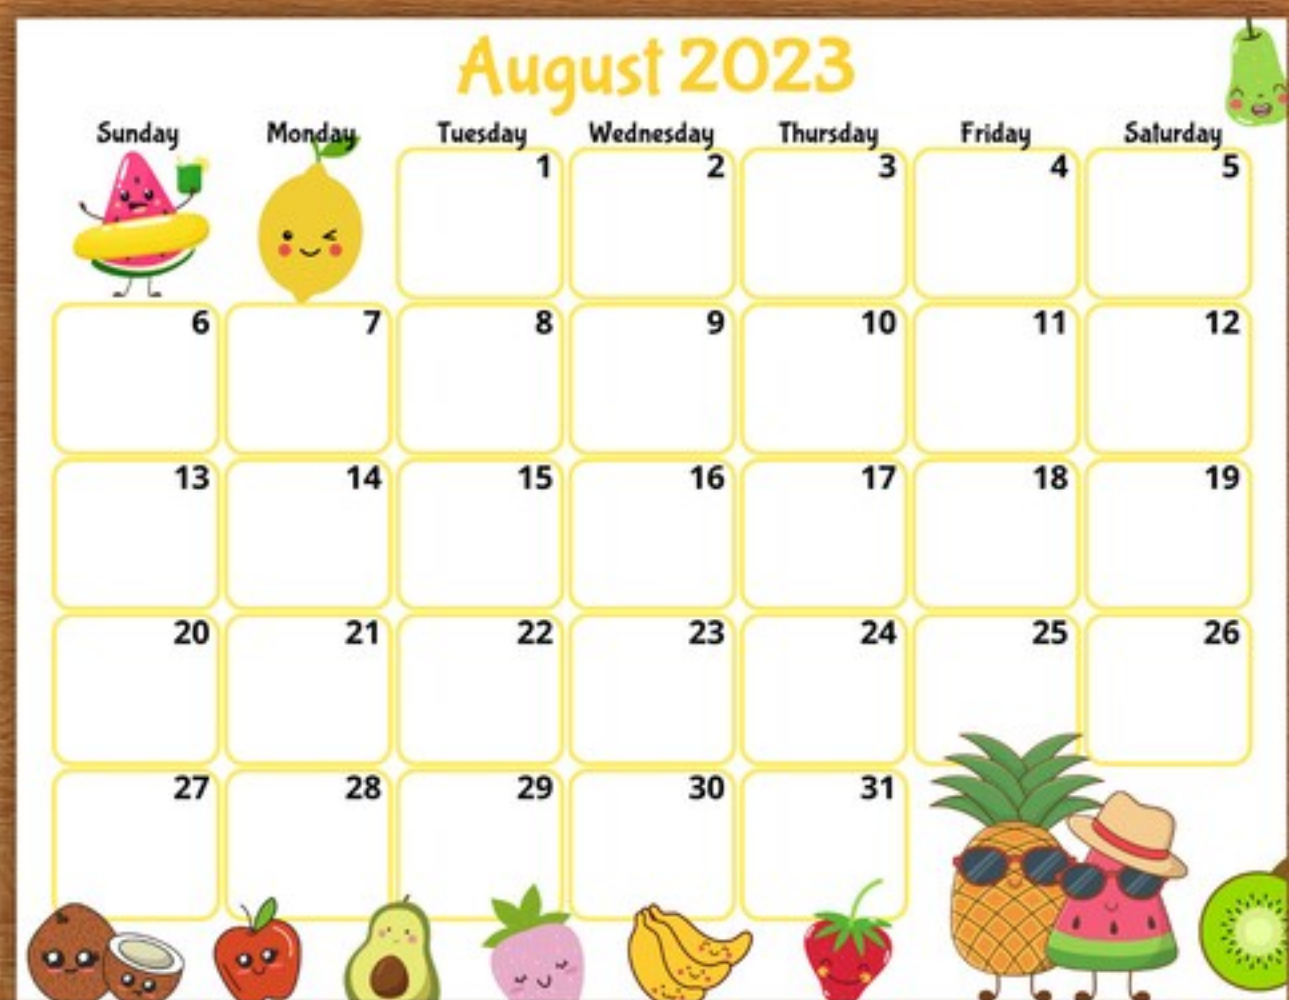 August 2023
Sunday Monday Tuesday Wednesday Thursday Friday Saturday
1 2 3 4 5
6 7 8 9 10 11 12
13 14 15 16 17 18 19
20 21 22 23 24 25 26
27 28 29 30 31